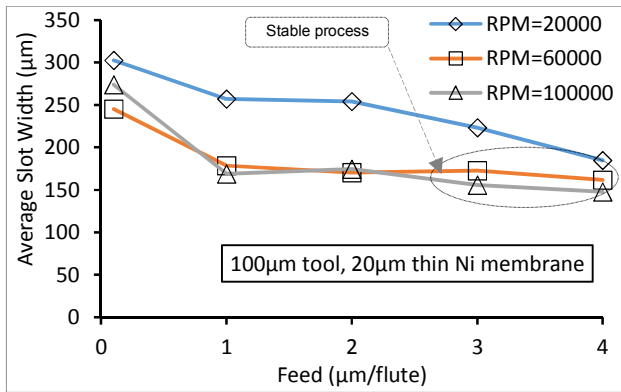 Stable process
RPM=20000
RPM=60000
RPM=100000
Average Slot Width (µm)
350
300
250
200
150
100
50
0
100µm tool, 20µm thin Ni membrane
0 1 2 3 4
Feed (µm/flute)